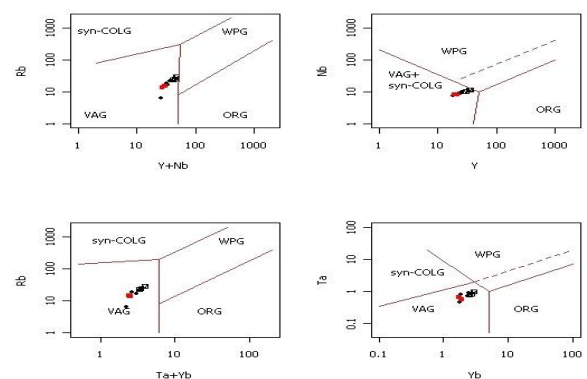 syn-COLG
WPG
VAG
ORG
Rb
1 10 100 1000
1 10 100 1000
Y+Nb
WPG
VAG+
syn-COLG
ORG
Nb
1 10 100 1000
1 10 100 1000
Y
syn-COLG
WPG
VAG
ORG
Rb
1 10 100 1000
1 10 100
Ta+Yb
WPG
syn-COLG
VAG
ORG
Ta
0.1 1 10 100
0.1 1 10 100
Yb